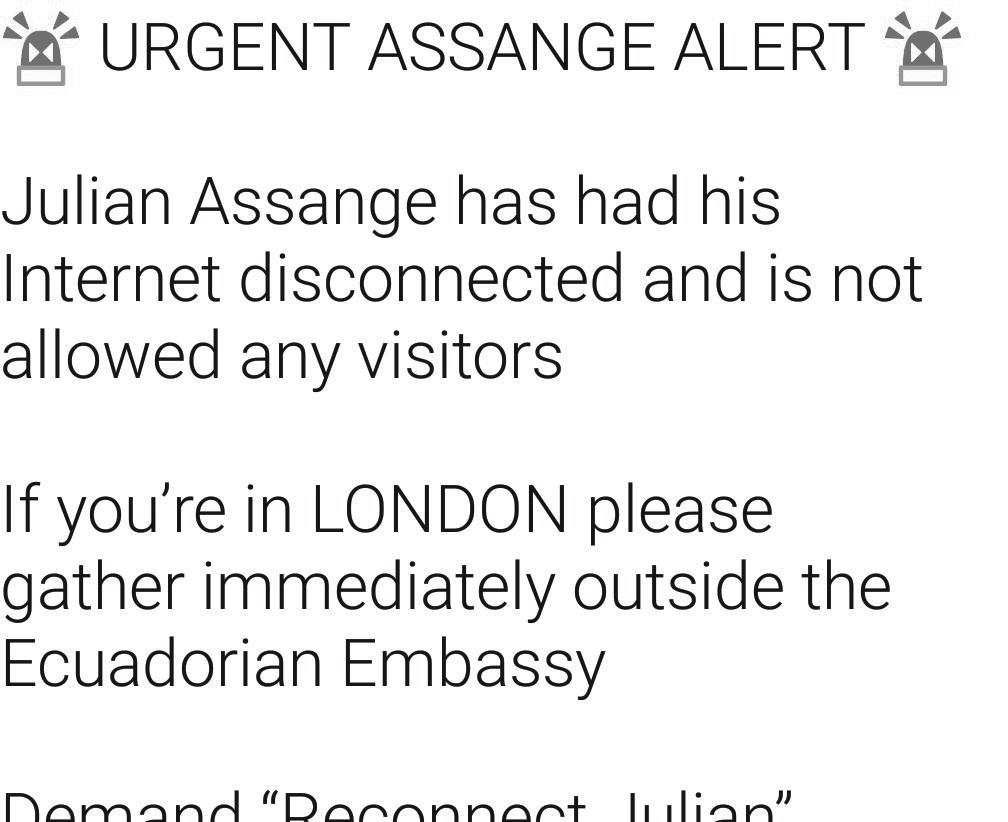 🚨 URGENT ASSANGE ALERT 🚨
Julian Assange has had his
Internet disconnected and is not
allowed any visitors
If you’re in LONDON please
gather immediately outside the
Ecuadorian Embassy
Demand “Reconnect Julian”